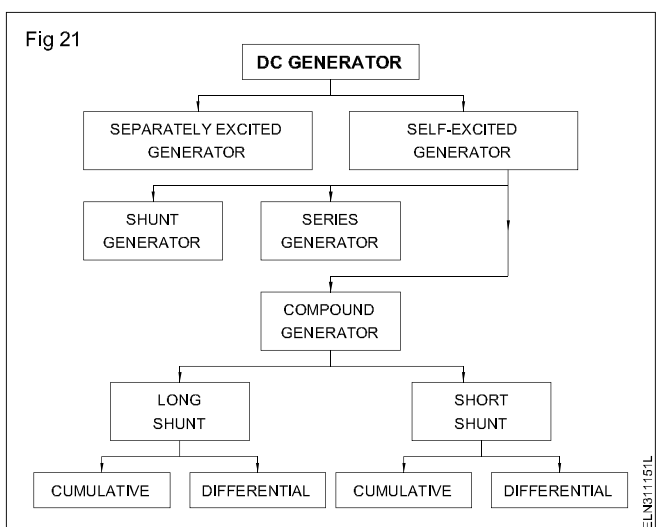 Fig 21
DC GENERATOR
SEPARATELY EXCITED
GENERATOR
SELF-EXCITED
GENERATOR
SHUNT
GENERATOR
SERIES
GENERATOR
COMPOUND
GENERATOR
LONG
SHUNT
SHORT
SHUNT
CUMULATIVE
DIFFERENTIAL
CUMULATIVE
DIFFERENTIAL
ELN311151L